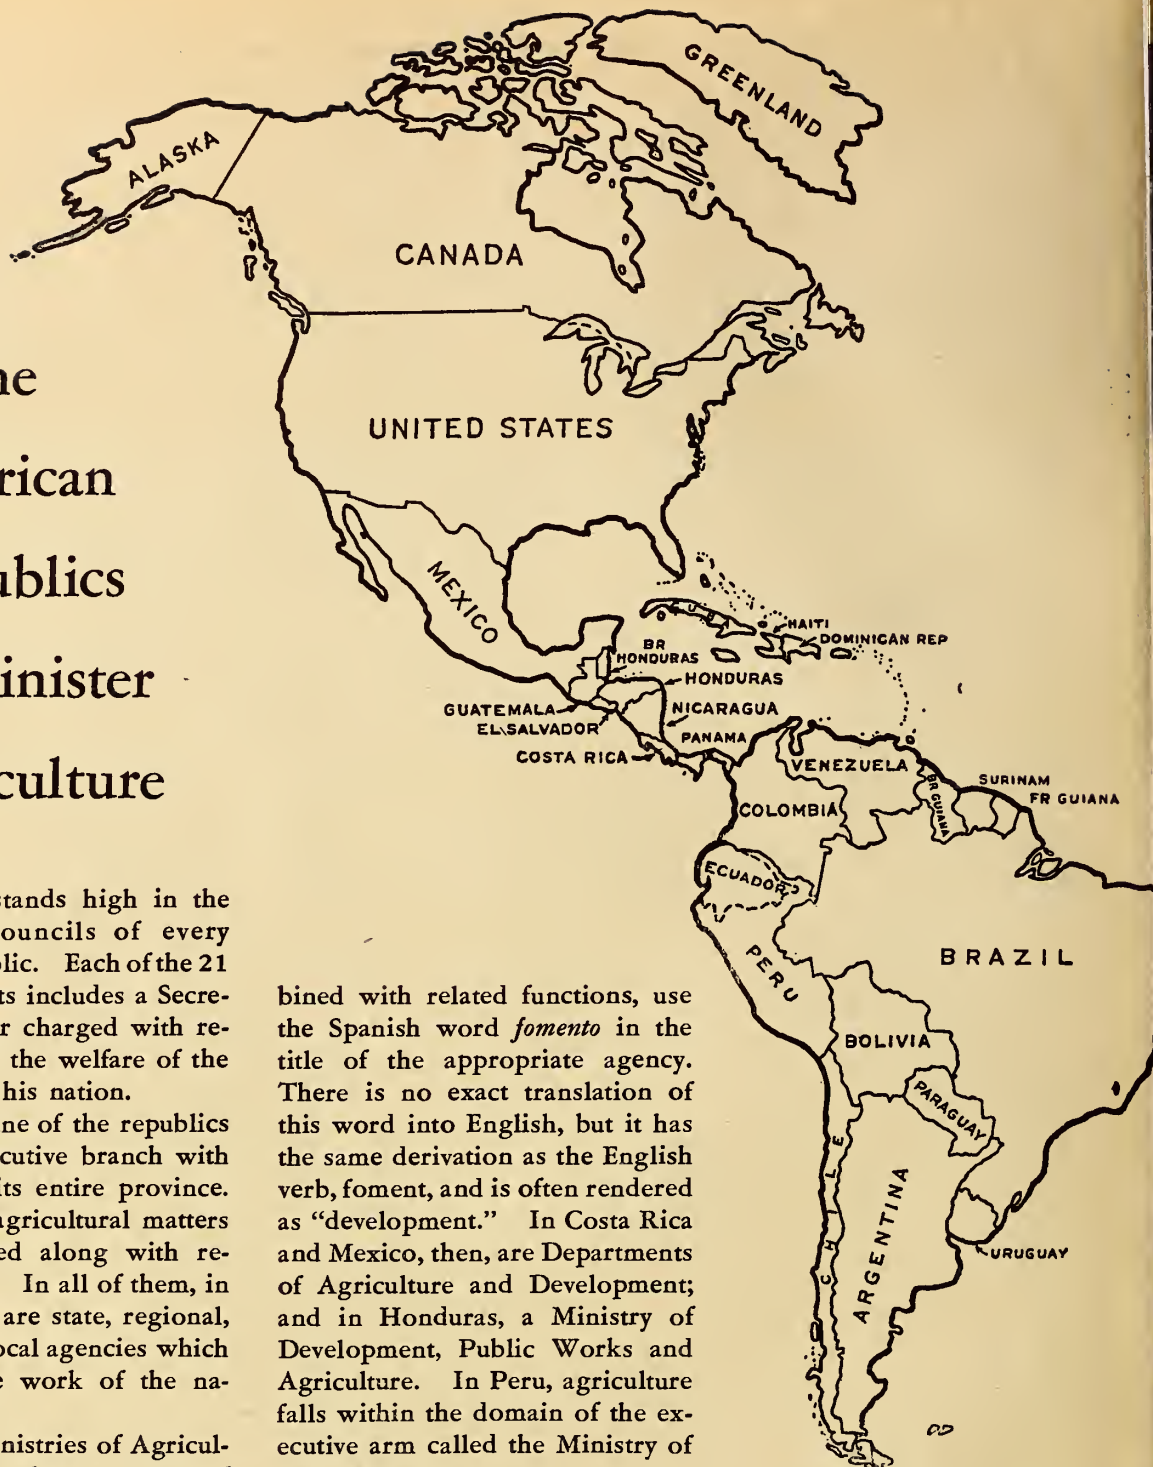 GREENLAND
ALASKA
CANADA
UNITED STATES
MEXICO
CUBA
HAITI
DOMINICAN REP
BR
HONDURAS
HONDURAS
GUATEMALA
NICARAGUA
EL SALVADOR
PANAMA
COSTA RICA
VENEZUELA
SURINAM
BR GUIANA
FR GUIANA
COLOMBIA
ECUADOR
BRAZIL
PERU
BOLIVIA
PARAGUAY
CHILE
ARGENTINA
URUGUAY
rican
ublics
inister
culture
stands high in the
ouncils of every
lic. Each of the 21
ts includes a Secre-
r charged with re-
the welfare of the
his nation.
ne of the republics
cutive branch with
its entire province.
agricultural matters
ed along with re-
In all of them, in
are state, regional,
ocal agencies which
e work of the na-
nistries of Agricul-
bined with related functions, use
the Spanish word fomento in the
title of the appropriate agency.
There is no exact translation of
this word into English, but it has
the same derivation as the English
verb, foment, and is often rendered
as “development.” In Costa Rica
and Mexico, then, are Departments
of Agriculture and Development;
and in Honduras, a Ministry of
Development, Public Works and
Agriculture. In Peru, agriculture
falls within the domain of the ex-
ecutive arm called the Ministry of